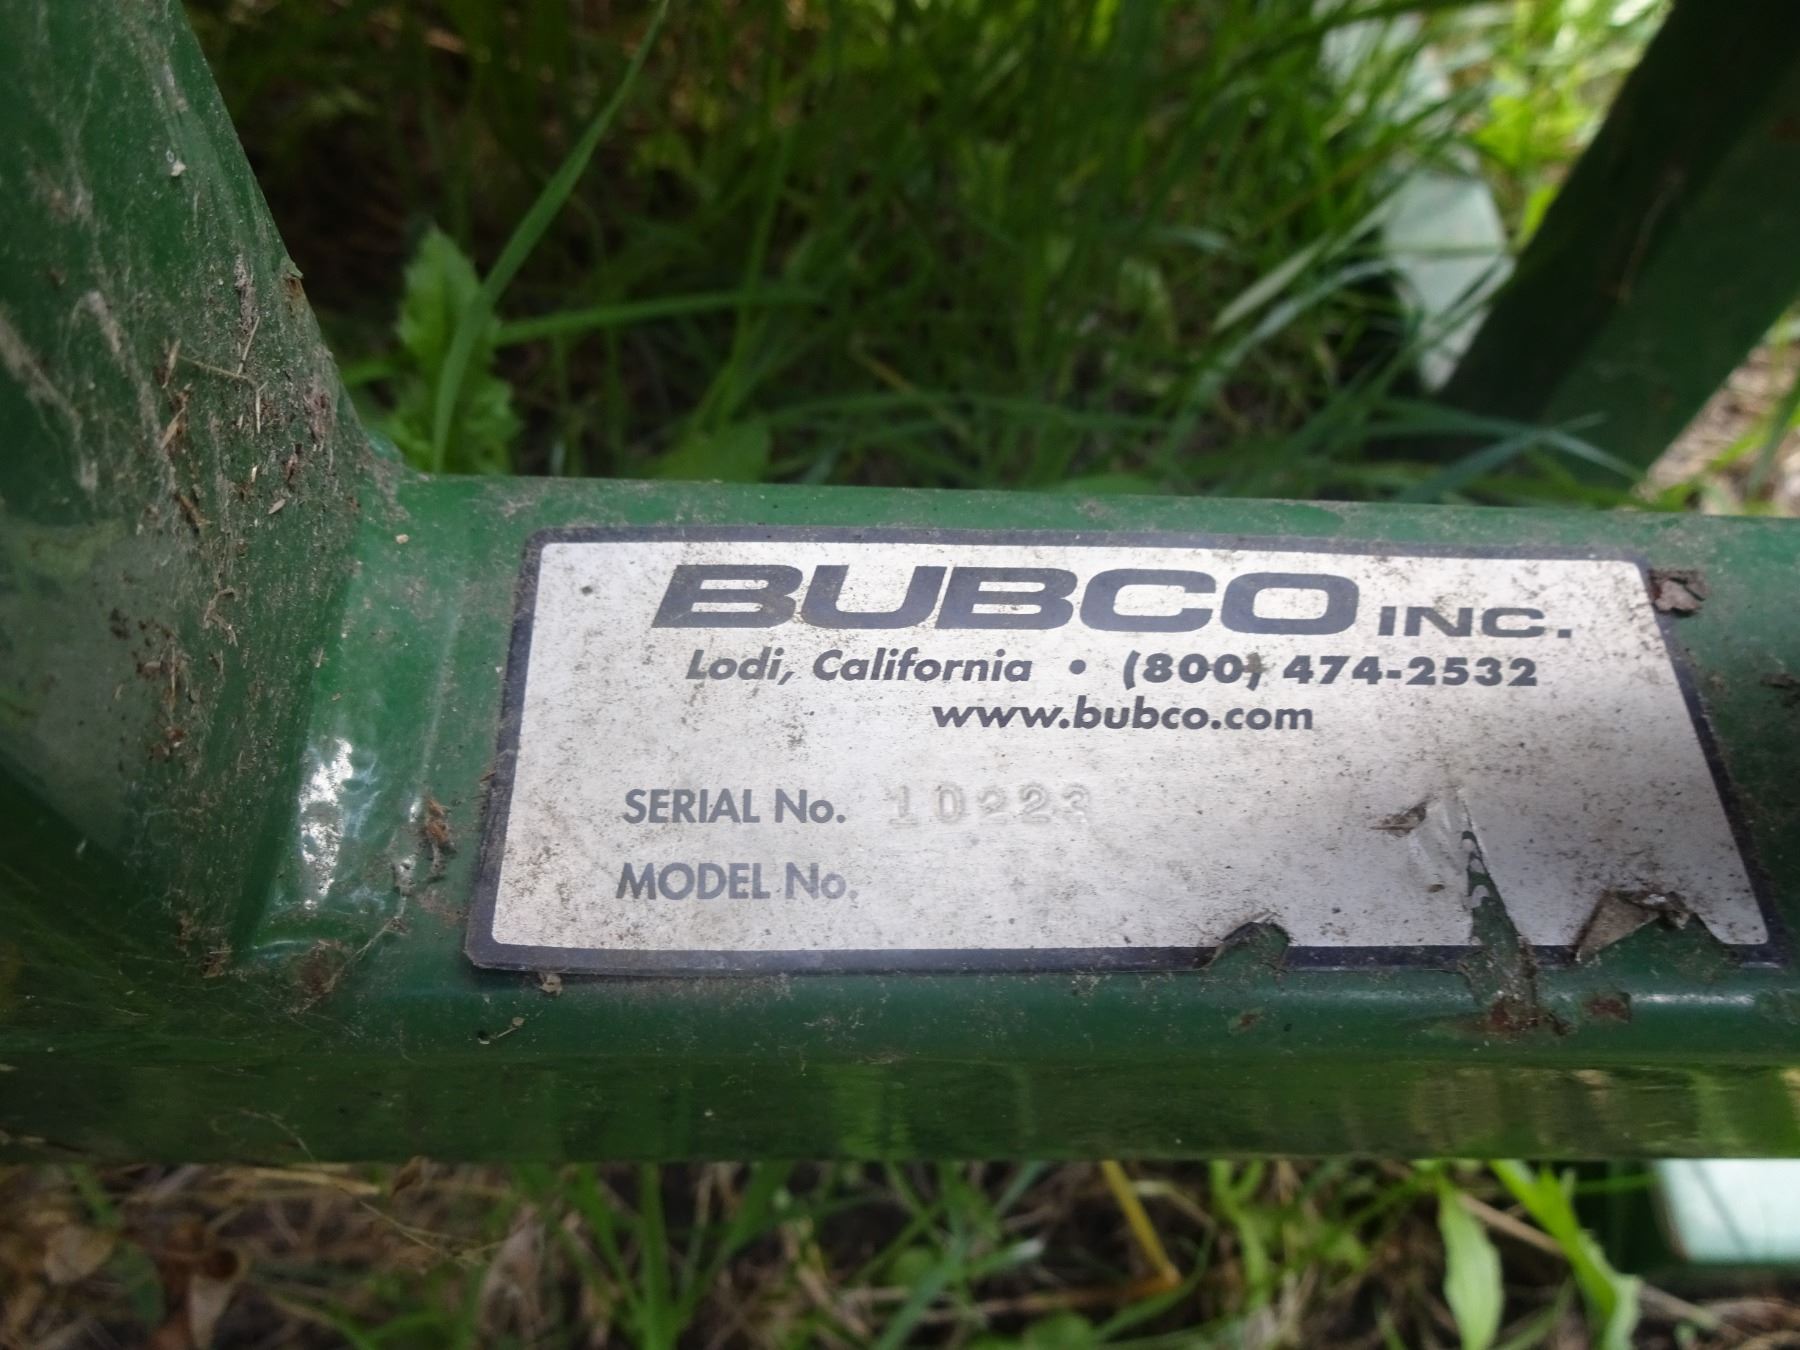 BUBCO INC.
Lodi, California • (800) 474-2532
www.bubco.com
SERIAL No. 10223
MODEL No.